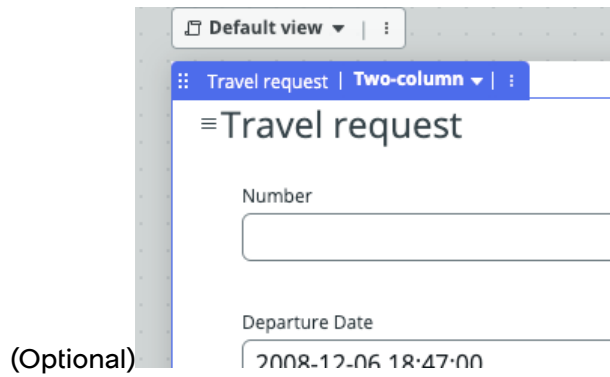 Default view
Travel request | Two-column
Travel request
Number
Departure Date
(Optional)
2008-12-06 18:47:00